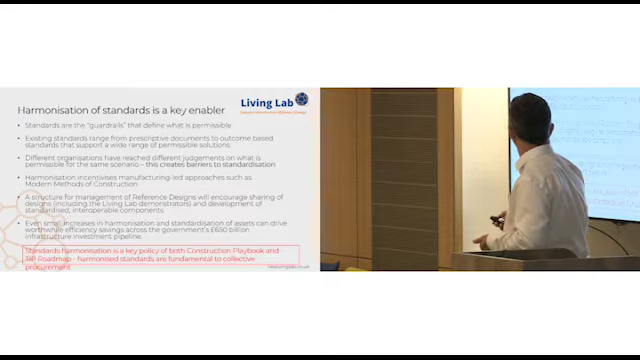 Harmonisation of standards is a key enabler
Living Lab
• Standards are the "guardrails" that define what is permissible
• Existing standards range from prescriptive documents to outcome based
standards that support a wide range of permissible solutions.
• Different organisations have reached different judgements on what is
permissible for the same scenario – this creates barriers to standardisation
• Harmonisation incentivises manufacturing-led approaches such as
Modern Methods of Construction
• A structure for management of Reference Designs will encourage sharing of
designs (including the Living Lab demonstrators) and development of
standardised, interoperable components.
• Even small increases in harmonisation and standardisation of assets can drive
worthwhile efficiency savings across the government's £650 billion
infrastructure investment pipeline.
Standards Harmonisation is a key policy of both Construction Playbook and
Roadmap - harmonised standards are fundamental to collective
procurement